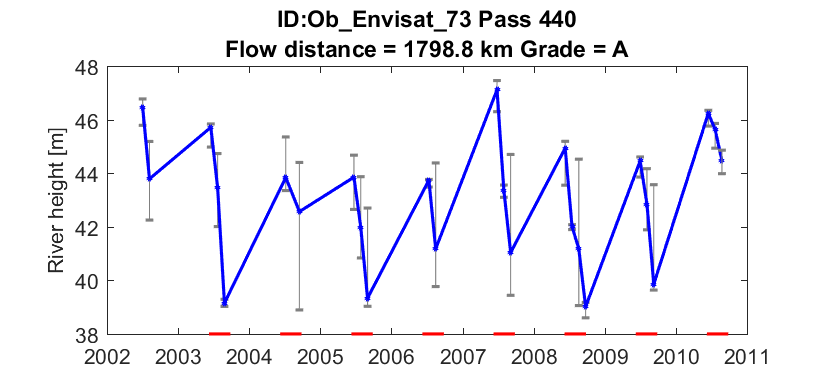 ID:Ob_Envisat_73 Pass 440
Flow distance = 1798.8 km Grade = A
River height [m]
48
46
44
42
40
38
2002 2003 2004 2005 2006 2007 2008 2009 2010 2011